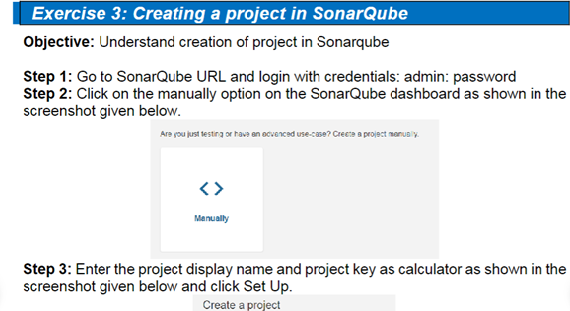 Exercise 3: Creating a project in SonarQube
Objective: Understand creation of project in Sonarqube
Step 1: Go to SonarQube URL and login with credentials: admin: password
Step 2: Click on the manually option on the SonarQube dashboard as shown in the
screenshot given below.
Are you just testing or have an advanced use-case? Create a project manually.
Manually
Step 3: Enter the project display name and project key as calculator as shown in the
screenshot given below and click Set Up.
Create a project